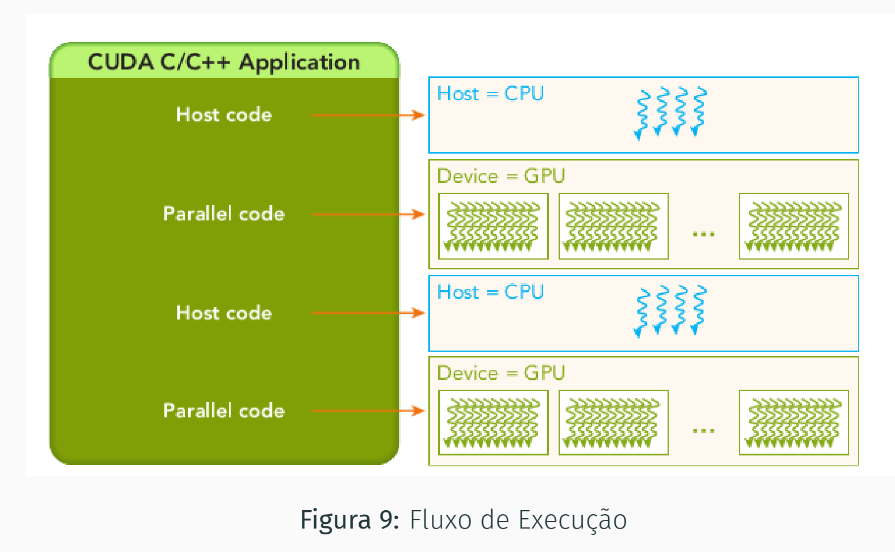 CUDA C/C++ Application
Host code
Host = CPU
Parallel code
Device = GPU
...
Host code
Host = CPU
Parallel code
Device = GPU
...
Figura 9: Fluxo de Execução